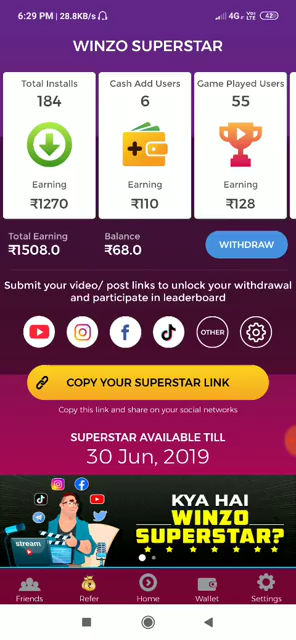 6:29 PM | 28.8KB/s
4G
VoLTE
42
WINZO SUPERSTAR
Total Installs
184
Earning
₹1270
Cash Add Users
6
Earning
₹110
Game Played Users
55
Earning
₹128
Total Earning
₹1508.0
Balance
₹68.0
WITHDRAW
Submit your video/ post links to unlock your withdrawal
and participate in leaderboard
OTHER
COPY YOUR SUPERSTAR LINK
Copy this link and share on your social networks
SUPERSTAR AVAILABLE TILL
30 Jun, 2019
stream
KYA HAI
WINZO
SUPERSTAR?
Friends
Refer
Home
Wallet
Settings